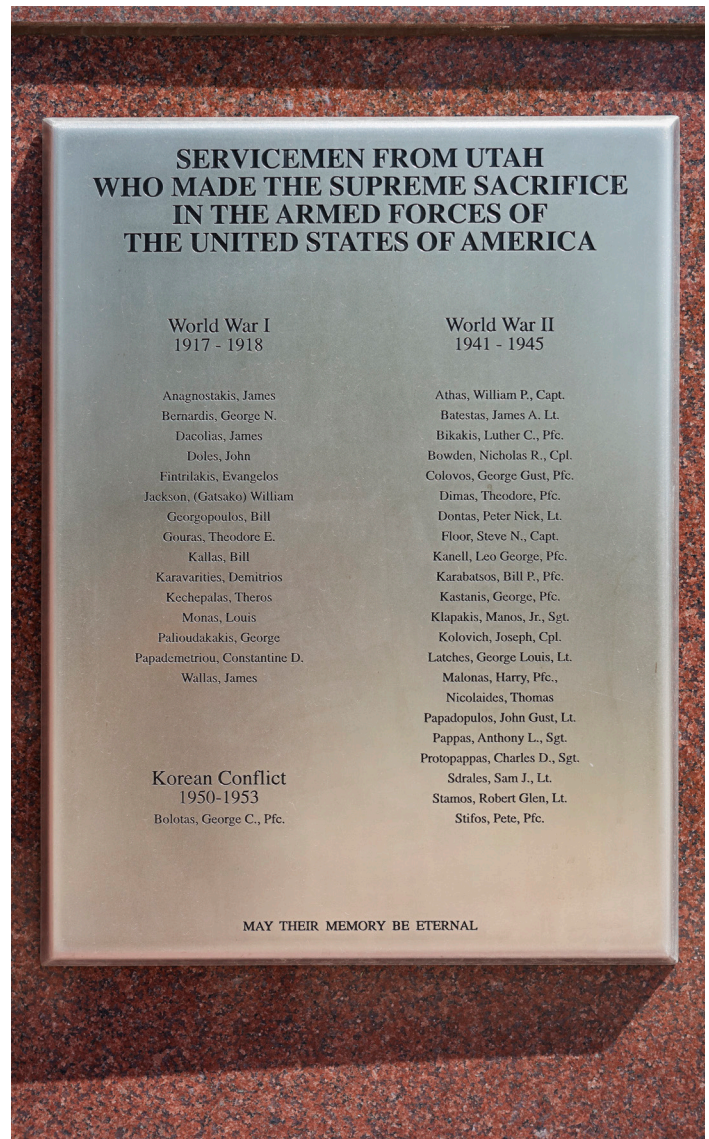 SERVICEMEN FROM UTAH
WHO MADE THE SUPREME SACRIFICE
IN THE ARMED FORCES OF
THE UNITED STATES OF AMERICA
World War I
1917 - 1918
Anagnostakis, James
Bernardis, George N.
Dacolias, James
Doles, John
Fintrilakis, Evangelos
Jackson, (Gatsako) William
Georgopoulos, Bill
Gouras, Theodore E.
Kallas, Bill
Karavarities, Demitrios
Kechepalas, Theros
Monas, Louis
Palioudakakis, George
Papademetriou, Constantine D.
Wallas, James
Korean Conflict
1950-1953
Bolotas, George C., Pfc.
World War II
1941 - 1945
Athas, William P., Capt.
Batestas, James A. Lt.
Bikakis, Luther C., Pfc.
Bowden, Nicholas R., Cpl.
Colovos, George Gust, Pfc.
Dimas, Theodore, Pfc.
Dontas, Peter Nick, Lt.
Floor, Steve N., Capt.
Kanell, Leo George, Pfc.
Karabatsos, Bill P., Pfc.
Kastanis, George, Pfc.
Klapakis, Manos, Jr., Sgt.
Kolovich, Joseph, Cpl.
Latches, George Louis, Lt.
Malonas, Harry, Pfc.,
Nicolaides, Thomas
Papadopulos, John Gust, Lt.
Pappas, Anthony L., Sgt.
Protopappas, Charles D., Sgt.
Sdrales, Sam J., Lt.
Stamos, Robert Glen, Lt.
Stifos, Pete, Pfc.
MAY THEIR MEMORY BE ETERNAL